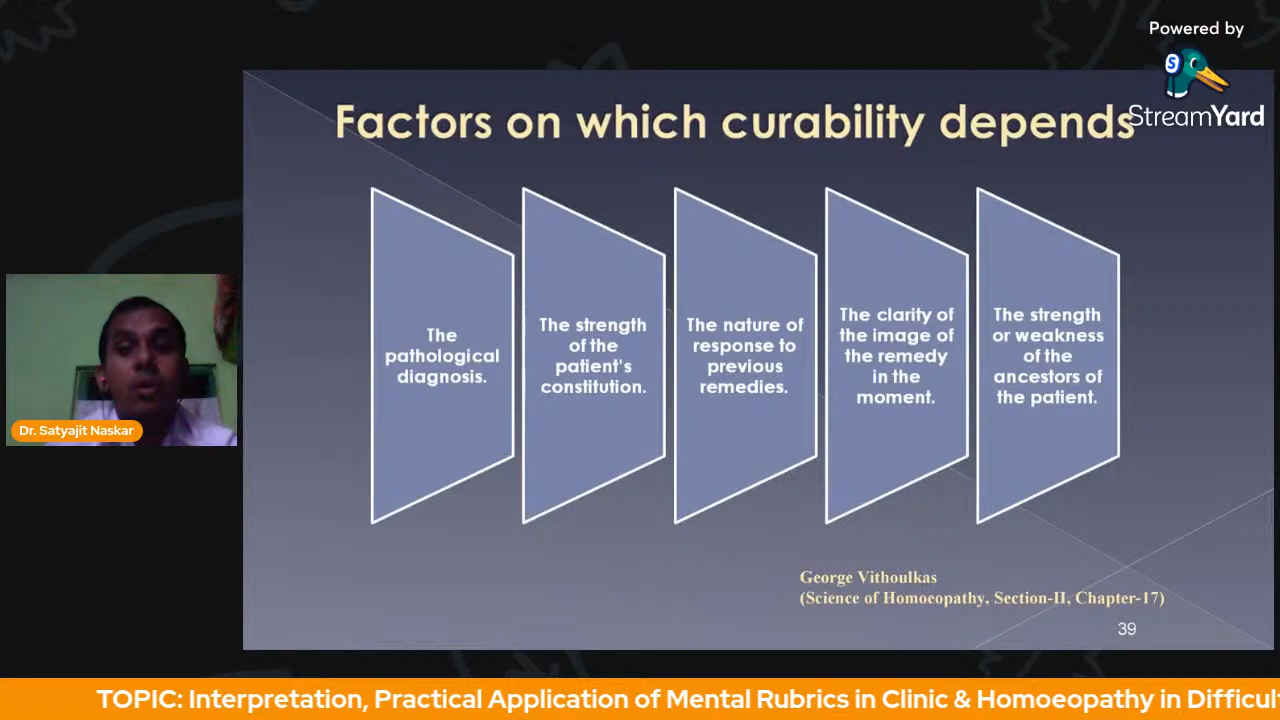 Powered by
StreamYard
Factors on which curability depends
The
pathological
diagnosis.
The strength
of the
patient's
constitution.
The nature of
response to
previous
remedies.
The clarity of
the image of
the remedy
in the
moment.
The strength
or weakness
of the
ancestors of
the patient.
Dr. Satyajit Naskar
George Vithoulkas
(Science of Homoeopathy, Section-II, Chapter-17)
39
TOPIC: Interpretation, Practical Application of Mental Rubrics in Clinic & Homoeopathy in Difficul